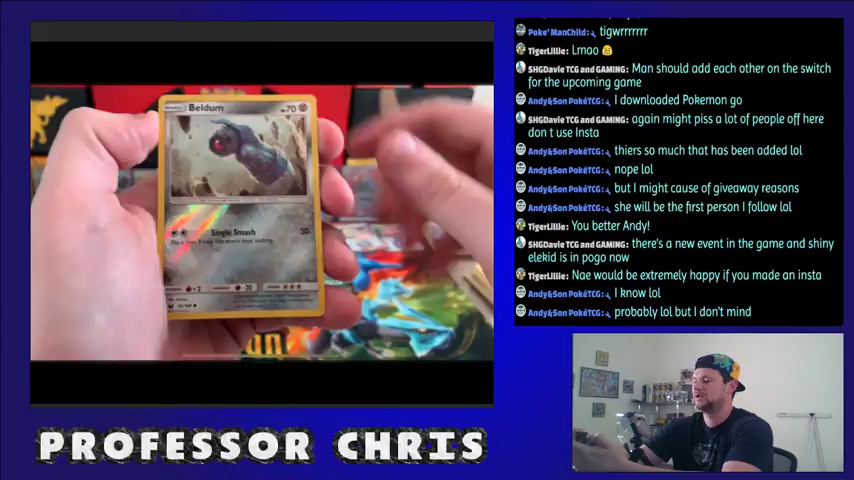 Beldum
70
Single Smash
50
PROFESSOR CHRIS
Poke' ManChild: tigwrrrrrrr
TigerLillie: Lmao
SHGDavie TCG and GAMING: Man should add each other on the switch
for the upcoming game
Andy&Son PokéTCG: I downloaded Pokemon go
SHGDavie TCG and GAMING: again might piss a lot of people off here
don t use Insta
Andy&Son PokéTCG: thiers so much that has been added lol
Andy&Son PokéTCG: nope lol
Andy&Son PokéTCG: but I might cause of giveaway reasons
Andy&Son PokéTCG: she will be the first person I follow lol
TigerLillie: You better Andy!
SHGDavie TCG and GAMING: there's a new event in the game and shiny
elekid is in pogo now
TigerLillie: Nae would be extremely happy if you made an insta
Andy&Son PokéTCG: I know lol
Andy&Son PokéTCG: probably lol but I don't mind